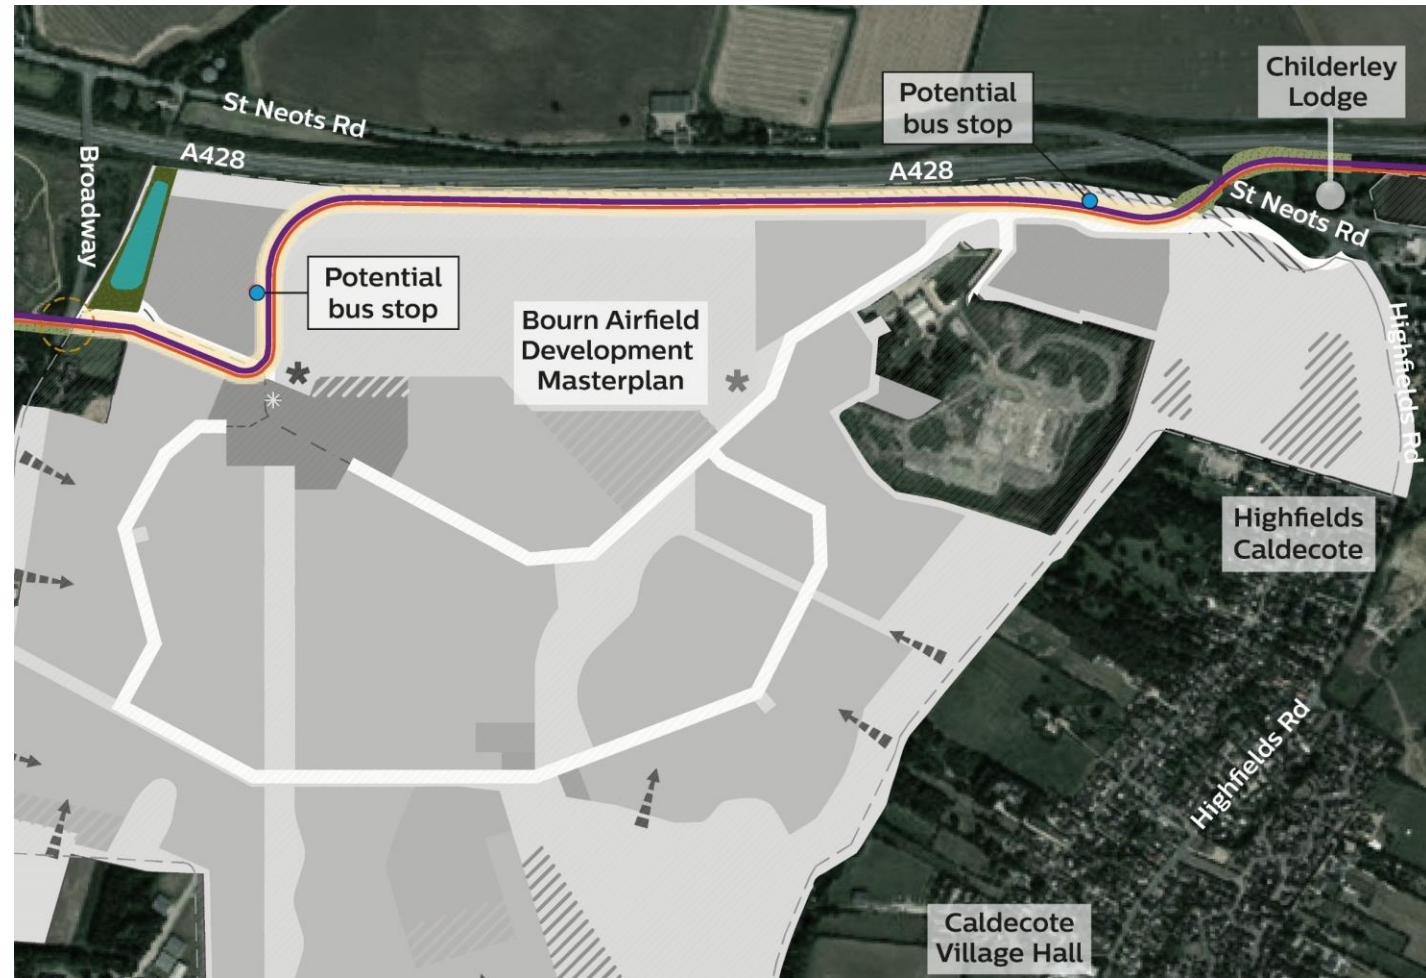 St Neots Rd
A428
Broadway
Potential
bus stop
Childerley
Lodge
A428
St Neots Rd
Potential
bus stop
Bourn Airfield
Development
Masterplan
Highfields Rd
Highfields
Caldecote
Highfields Rd
Caldecote
Village Hall